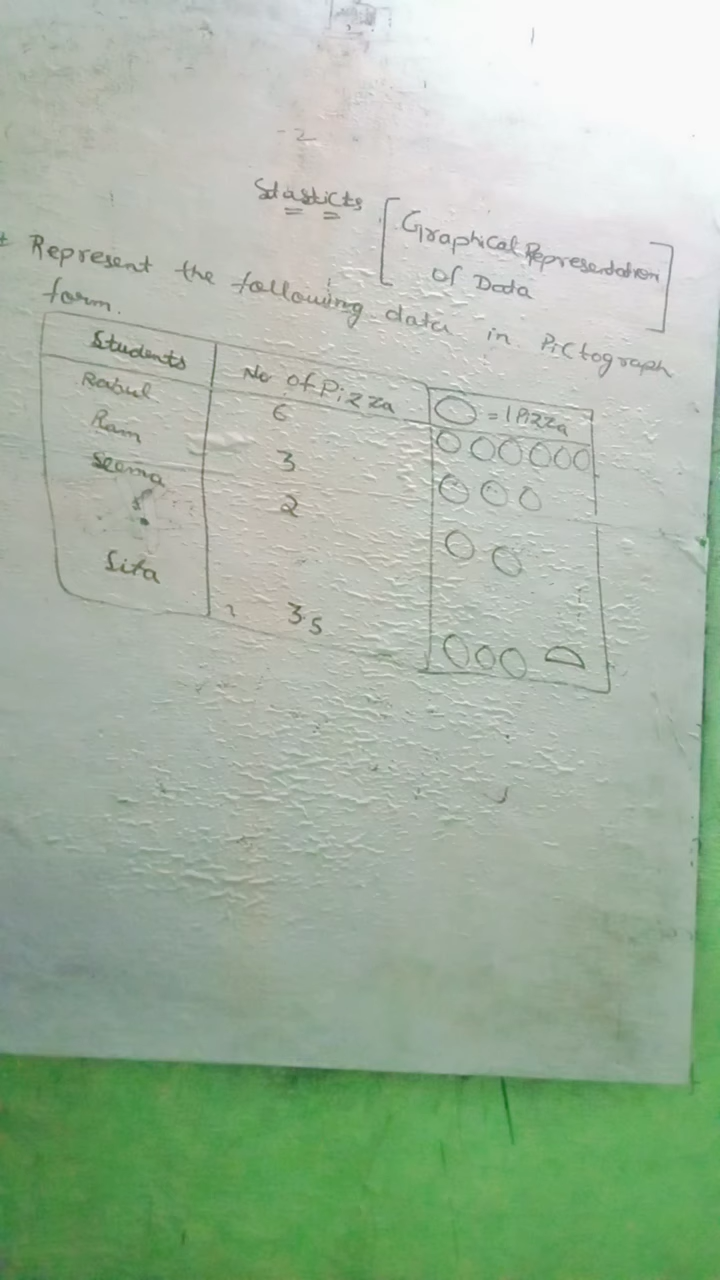 Stasticts [Graphical Representation
of Data]
Represent the following data in Pictograph
form.
Students No of Pizza ○ = 1 Pizza
Rahul 6 ○○○○○○
Ram 3 ○○○
Seema 2 ○○
Sita 3.5 ○○○